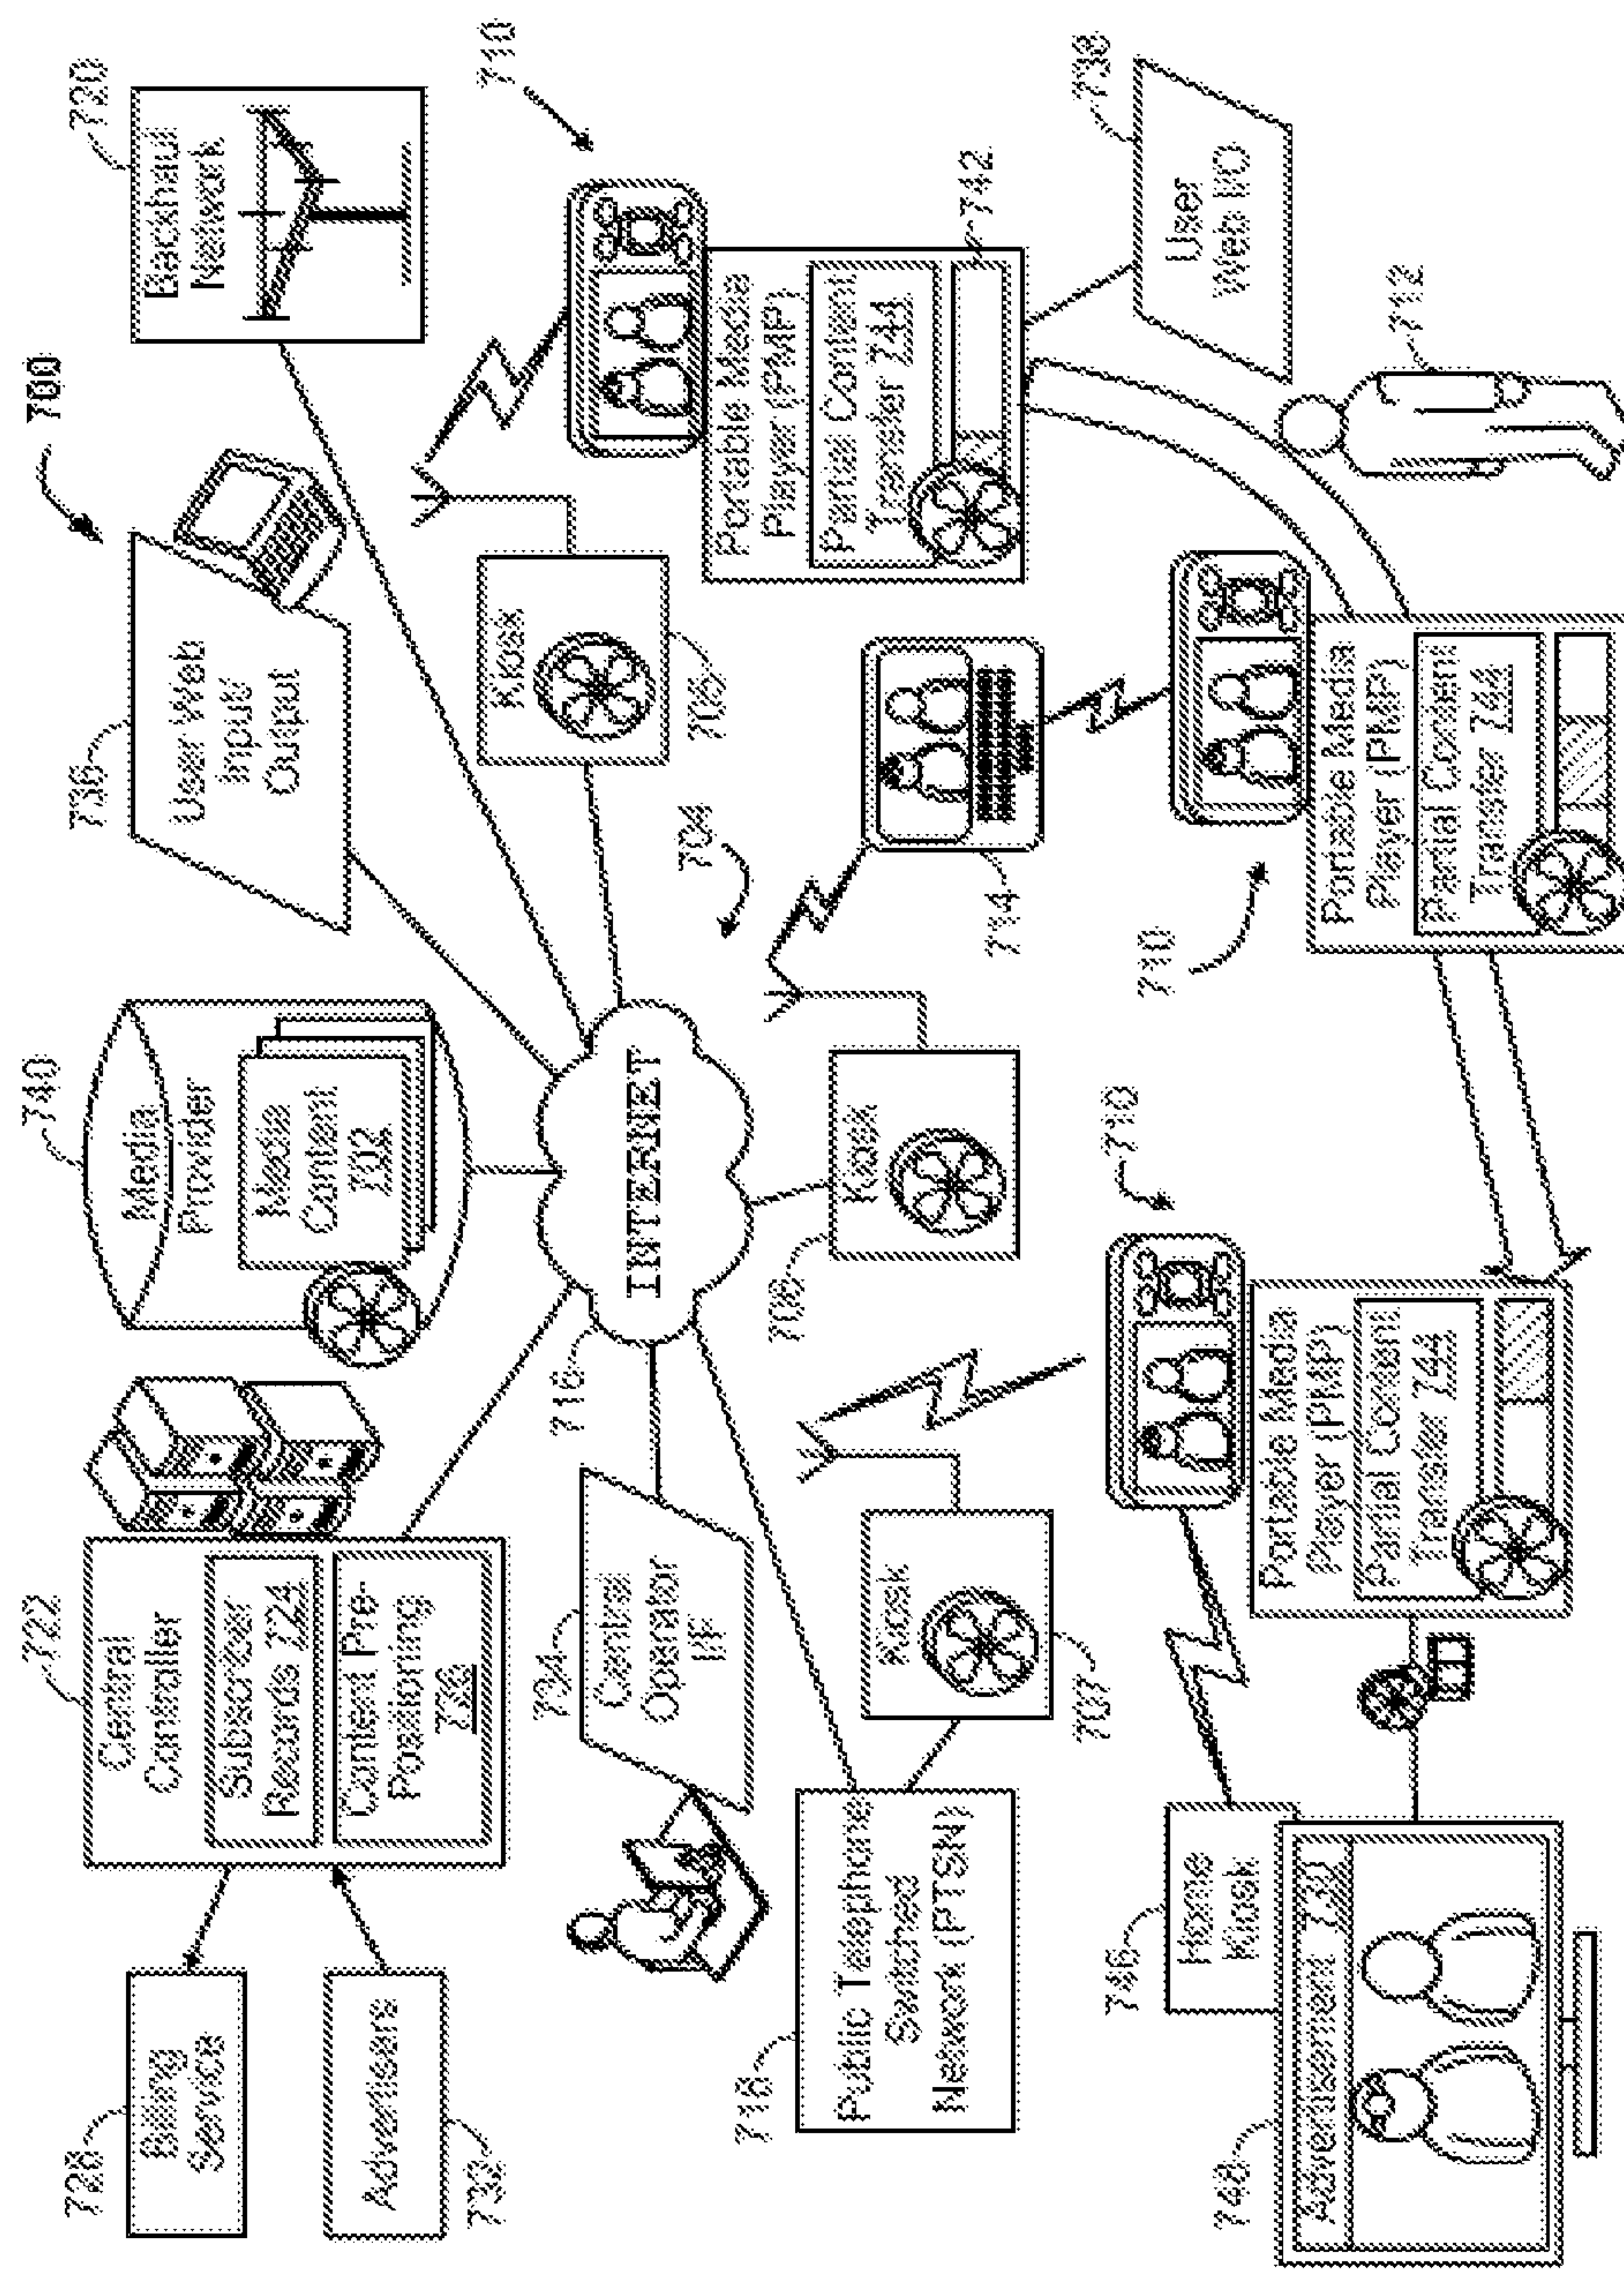 700
728
Billing
Service
Advertisers
732
722
Central
Controller
Subscriber
Records 724
Content Pre-
Positioning
726
740
Media
Provider
Media
Content
702
736
User Web
Input/
Output
720
Backhaul
Network
734
Central
Operator
I/F
716
INTERNET
Kiosk
706
710
718
Public Telephone
Switched
Network (PTSN)
Kiosk
707
708
Kiosk
704
714
Portable Media
Player (PMP)
Partial Content
Transfer 744
742
738
User
Web I/O
712
746
Home
Kiosk
748
Advertisement 730
710
Portable Media
Player (PMP)
Partial Content
Transfer 744
710
Portable Media
Player (PMP)
Partial Content
Transfer 744